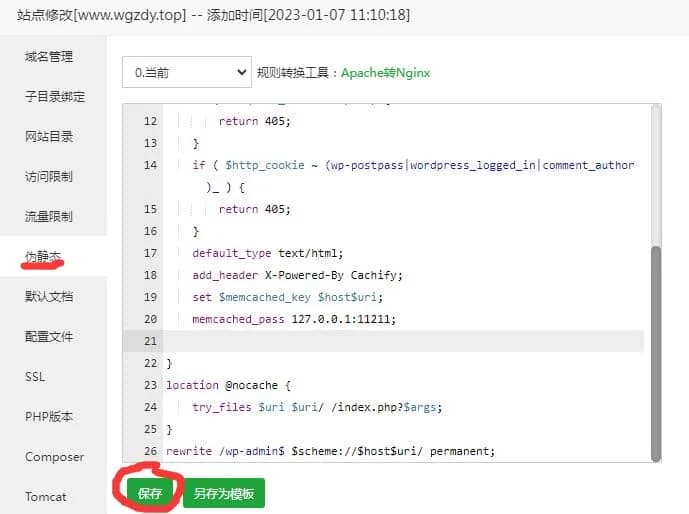 站点修改[www.wgzdy.top] -- 添加时间[2023-01-07 11:10:18]
域名管理
子目录绑定
网站目录
访问限制
流量限制
伪静态
默认文档
配置文件
SSL
PHP版本
Composer
Tomcat
0.当前
规则转换工具：Apache转Nginx
12 return 405;
13 }
14 if ( $http_cookie ~ (wp-postpass|wordpress_logged_in|comment_author
)_ ) {
15 return 405;
16 }
17 default_type text/html;
18 add_header X-Powered-By Cachify;
19 set $memcached_key $host$uri;
20 memcached_pass 127.0.0.1:11211;
21
22 }
23 location @nocache {
24 try_files $uri $uri/ /index.php?$args;
25 }
26 rewrite /wp-admin$ $scheme://$host$uri/ permanent;
保存
另存为模板